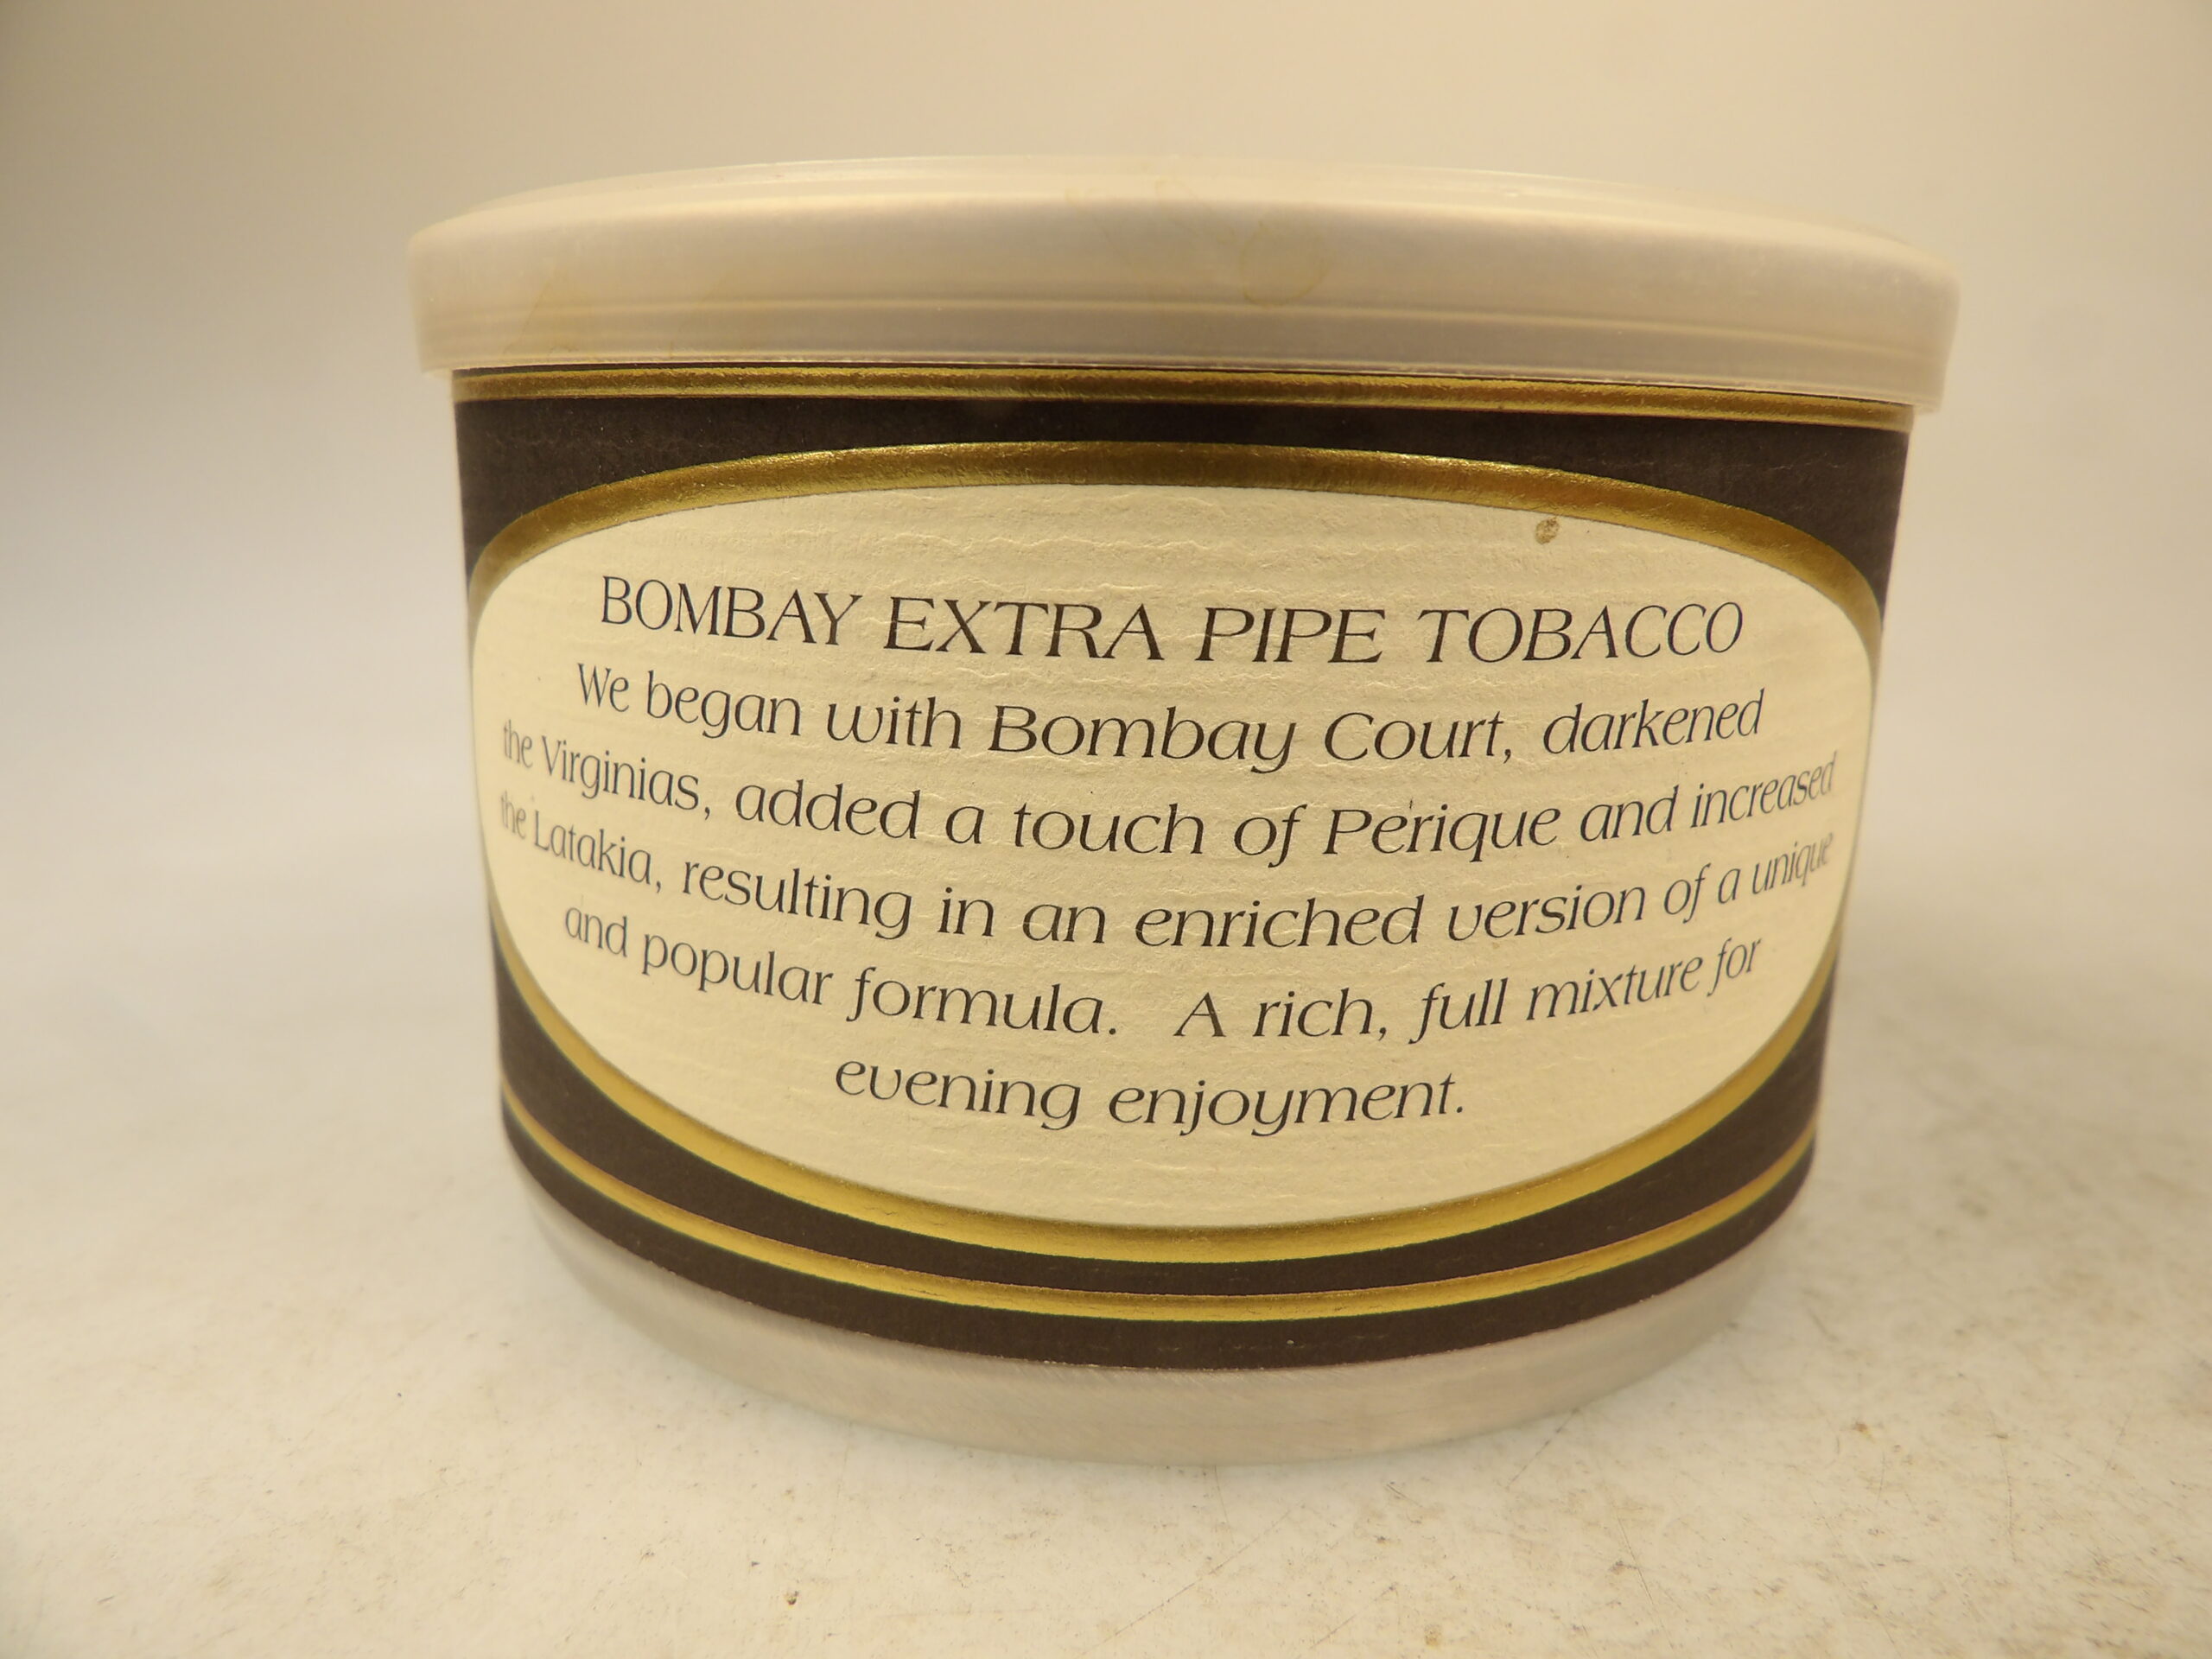 BOMBAY EXTRA PIPE TOBACCO
We began with Bombay Court, darkened
the Virginias, added a touch of Perique and increased
the Latakia, resulting in an enriched version of a unique
and popular formula.  A rich, full mixture for
evening enjoyment.